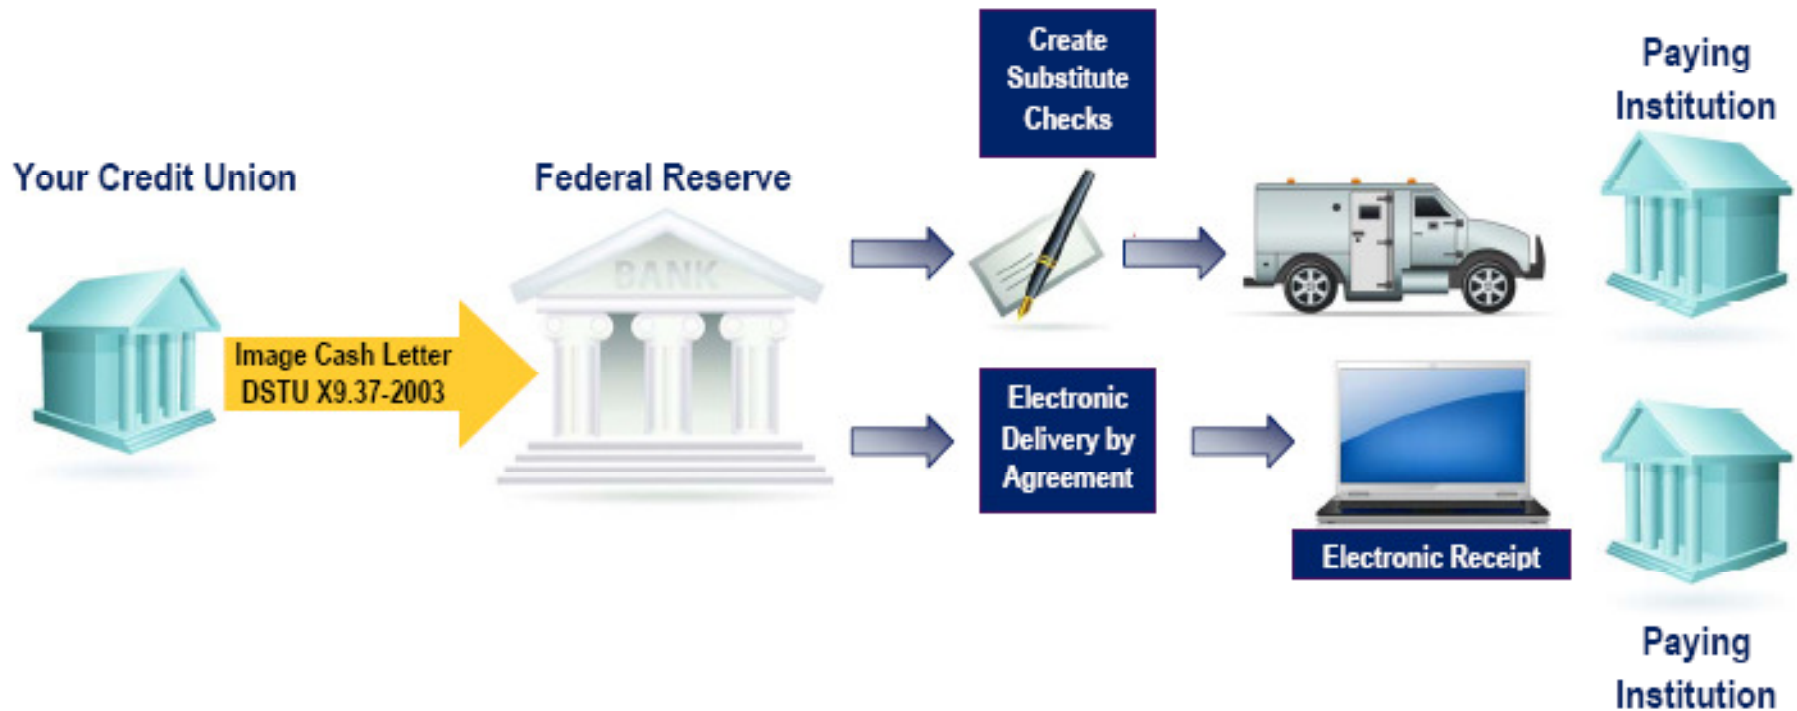 Your Credit Union
Image Cash Letter
DSTU X9.37-2003
Federal Reserve
BANK
Create
Substitute
Checks
Electronic
Delivery by
Agreement
Electronic Receipt
Paying
Institution
Paying
Institution